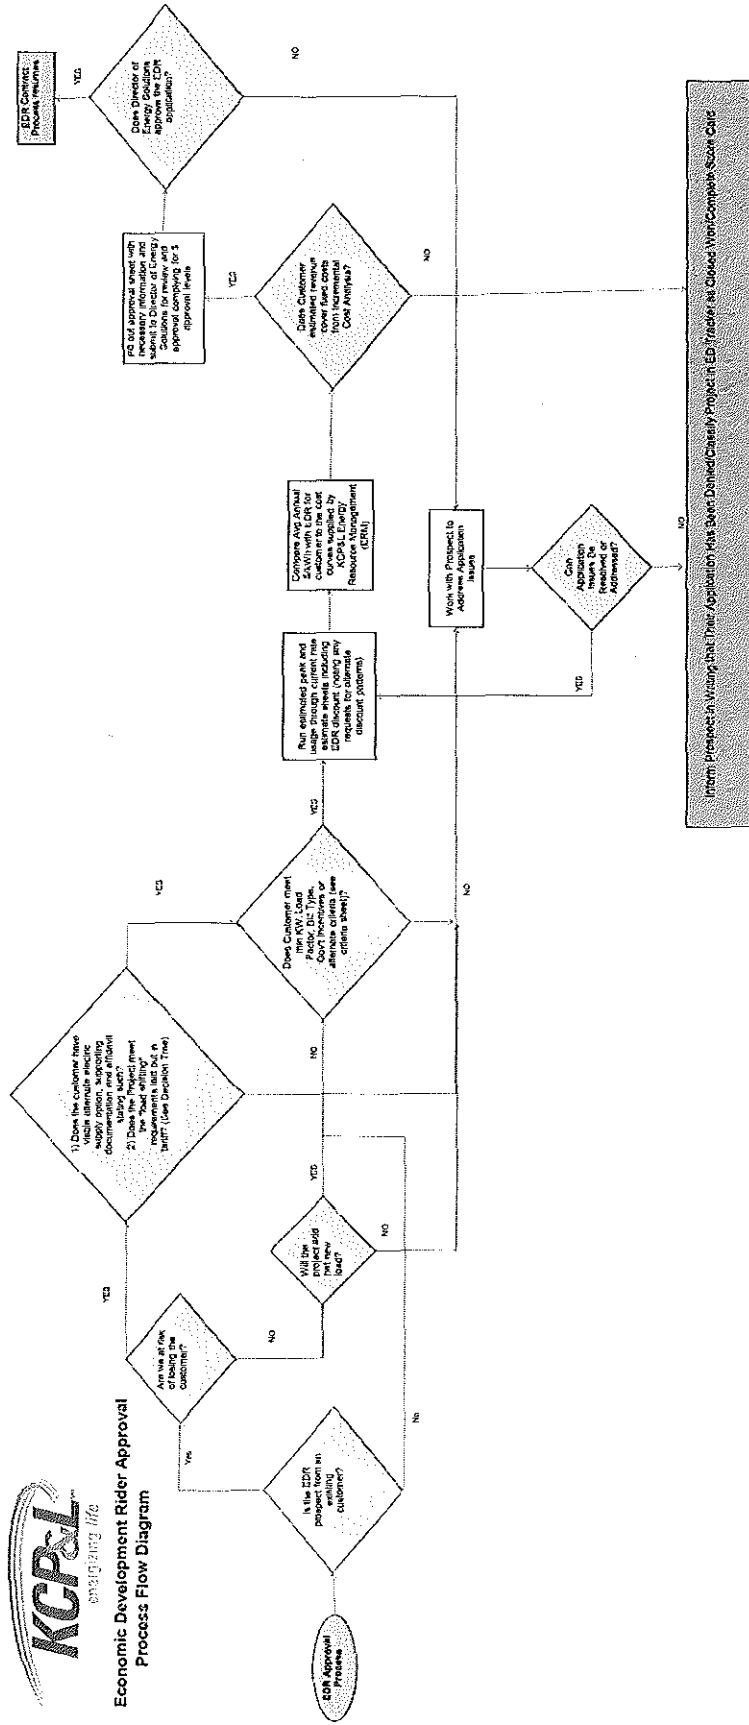 KCP&L
energizing life
Economic Development Rider Approval
Process Flow Diagram
EDR Approval
Process
Is the EDR
prospect from an
existing
customer?
Yes
No
Are we at risk
of losing the
customer?
YES
NO
Will the
project add
net new
load?
YES
NO
1) Does the customer have
viable alternate electric
supply option, supporting
documentation and affidavit
stating such?
2) Does the Project meet
the "load shifting"
requirements laid out in
tariff? (See Decision Tree)
YES
NO
Does Customer meet
min KW, Load
Factor, Biz Type,
Gov't Incentives or
alternate criteria (see
criteria sheet)?
YES
NO
Run estimated peak and
usage through current rate
estimate sheets including
EDR discount (noting any
requests for alternate
discount patterns)
Compare Avg Annual
$/kWh with EDR for
customer to the cost
curves supplied by
KCP&L Energy
Resource Management
(ERM)
Does Customer
estimated revenue
cover fixed costs
from Incremental
Cost Analysis?
YES
NO
Fill out approval sheet with
necessary information and
submit to Director of Energy
Solutions for review and
approval complying for $
approval levels
Does Director of
Energy Solutions
approve the EDR
application?
YES
NO
EDR Contract
Process resumes
Work with Prospect to
Address Application
Issues
Can
Application
Issues Be
Resolved or
Addressed?
YES
NO
Inform Prospect in Writing that Their Application Has Been Denied/Classify Project in ED Tracker as Closed Won/Complete Score Card